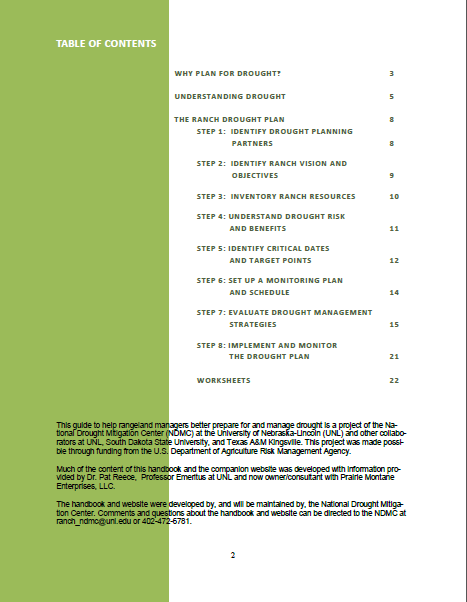 TABLE OF CONTENTS
WHY PLAN FOR DROUGHT? 3
UNDERSTANDING DROUGHT 5
THE RANCH DROUGHT PLAN 8
STEP 1: IDENTIFY DROUGHT PLANNING
PARTNERS 8
STEP 2: IDENTIFY RANCH VISION AND
OBJECTIVES 9
STEP 3: INVENTORY RANCH RESOURCES 10
STEP 4: UNDERSTAND DROUGHT RISK
AND BENEFITS 11
STEP 5: IDENTIFY CRITICAL DATES
AND TARGET POINTS 12
STEP 6: SET UP A MONITORING PLAN
AND SCHEDULE 14
STEP 7: EVALUATE DROUGHT MANAGEMENT
STRATEGIES 15
STEP 8: IMPLEMENT AND MONITOR
THE DROUGHT PLAN 21
WORKSHEETS 22
This guide to help rangeland managers better prepare for and manage drought is a project of the Na-
tional Drought Mitigation Center (NDMC) at the University of Nebraska-Lincoln (UNL) and other collabo-
rators at UNL, South Dakota State University, and Texas A&M Kingsville. This project was made possi-
ble through funding from the U.S. Department of Agriculture Risk Management Agency.
Much of the content of this handbook and the companion website was developed with information pro-
vided by Dr. Pat Reece, Professor Emeritus at UNL and now owner/consultant with Prairie Montane
Enterprises, LLC.
The handbook and website were developed by, and will be maintained by, the National Drought Mitiga-
tion Center. Comments and questions about the handbook and website can be directed to the NDMC at
ranch_ndmc@unl.edu or 402-472-6781.
2